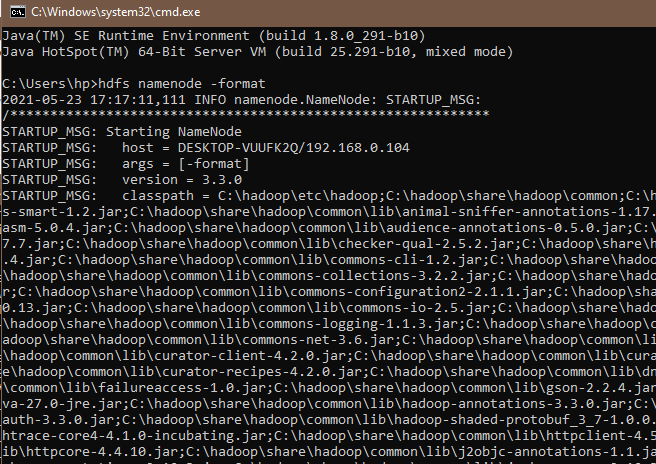 C:\Windows\system32\cmd.exe
Java(TM) SE Runtime Environment (build 1.8.0_291-b10)
Java HotSpot(TM) 64-Bit Server VM (build 25.291-b10, mixed mode)
C:\Users\hp>hdfs namenode -format
2021-05-23 17:17:11,111 INFO namenode.NameNode: STARTUP_MSG:
/************************************************************
STARTUP_MSG: Starting NameNode
STARTUP_MSG:   host = DESKTOP-VUUFK2Q/192.168.0.104
STARTUP_MSG:   args = [-format]
STARTUP_MSG:   version = 3.3.0
STARTUP_MSG:   classpath = C:\hadoop\etc\hadoop;C:\hadoop\share\hadoop\common;C:\h
s-smart-1.2.jar;C:\hadoop\share\hadoop\common\lib\animal-sniffer-annotations-1.17.
asm-5.0.4.jar;C:\hadoop\share\hadoop\common\lib\audience-annotations-0.5.0.jar;C:\
7.7.jar;C:\hadoop\share\hadoop\common\lib\checker-qual-2.5.2.jar;C:\hadoop\share\h
.4.jar;C:\hadoop\share\hadoop\common\lib\commons-cli-1.2.jar;C:\hadoop\share\hadoo
\hadoop\share\hadoop\common\lib\commons-collections-3.2.2.jar;C:\hadoop\share\hado
r;C:\hadoop\share\hadoop\common\lib\commons-configuration2-2.1.1.jar;C:\hadoop\sha
0.13.jar;C:\hadoop\share\hadoop\common\lib\commons-io-2.5.jar;C:\hadoop\share\hado
\hadoop\share\hadoop\common\lib\commons-logging-1.1.3.jar;C:\hadoop\share\hadoop\c
adoop\share\hadoop\common\lib\commons-net-3.6.jar;C:\hadoop\share\hadoop\common\li
\hadoop\common\lib\curator-client-4.2.0.jar;C:\hadoop\share\hadoop\common\lib\cura
e\hadoop\common\lib\curator-recipes-4.2.0.jar;C:\hadoop\share\hadoop\common\lib\dn
\common\lib\failureaccess-1.0.jar;C:\hadoop\share\hadoop\common\lib\gson-2.2.4.jar
va-27.0-jre.jar;C:\hadoop\share\hadoop\common\lib\hadoop-annotations-3.3.0.jar;C:\
auth-3.3.0.jar;C:\hadoop\share\hadoop\common\lib\hadoop-shaded-protobuf_3_7-1.0.0.
htrace-core4-4.1.0-incubating.jar;C:\hadoop\share\hadoop\common\lib\httpclient-4.5
ib\httpcore-4.4.10.jar;C:\hadoop\share\hadoop\common\lib\j2objc-annotations-1.1.ja